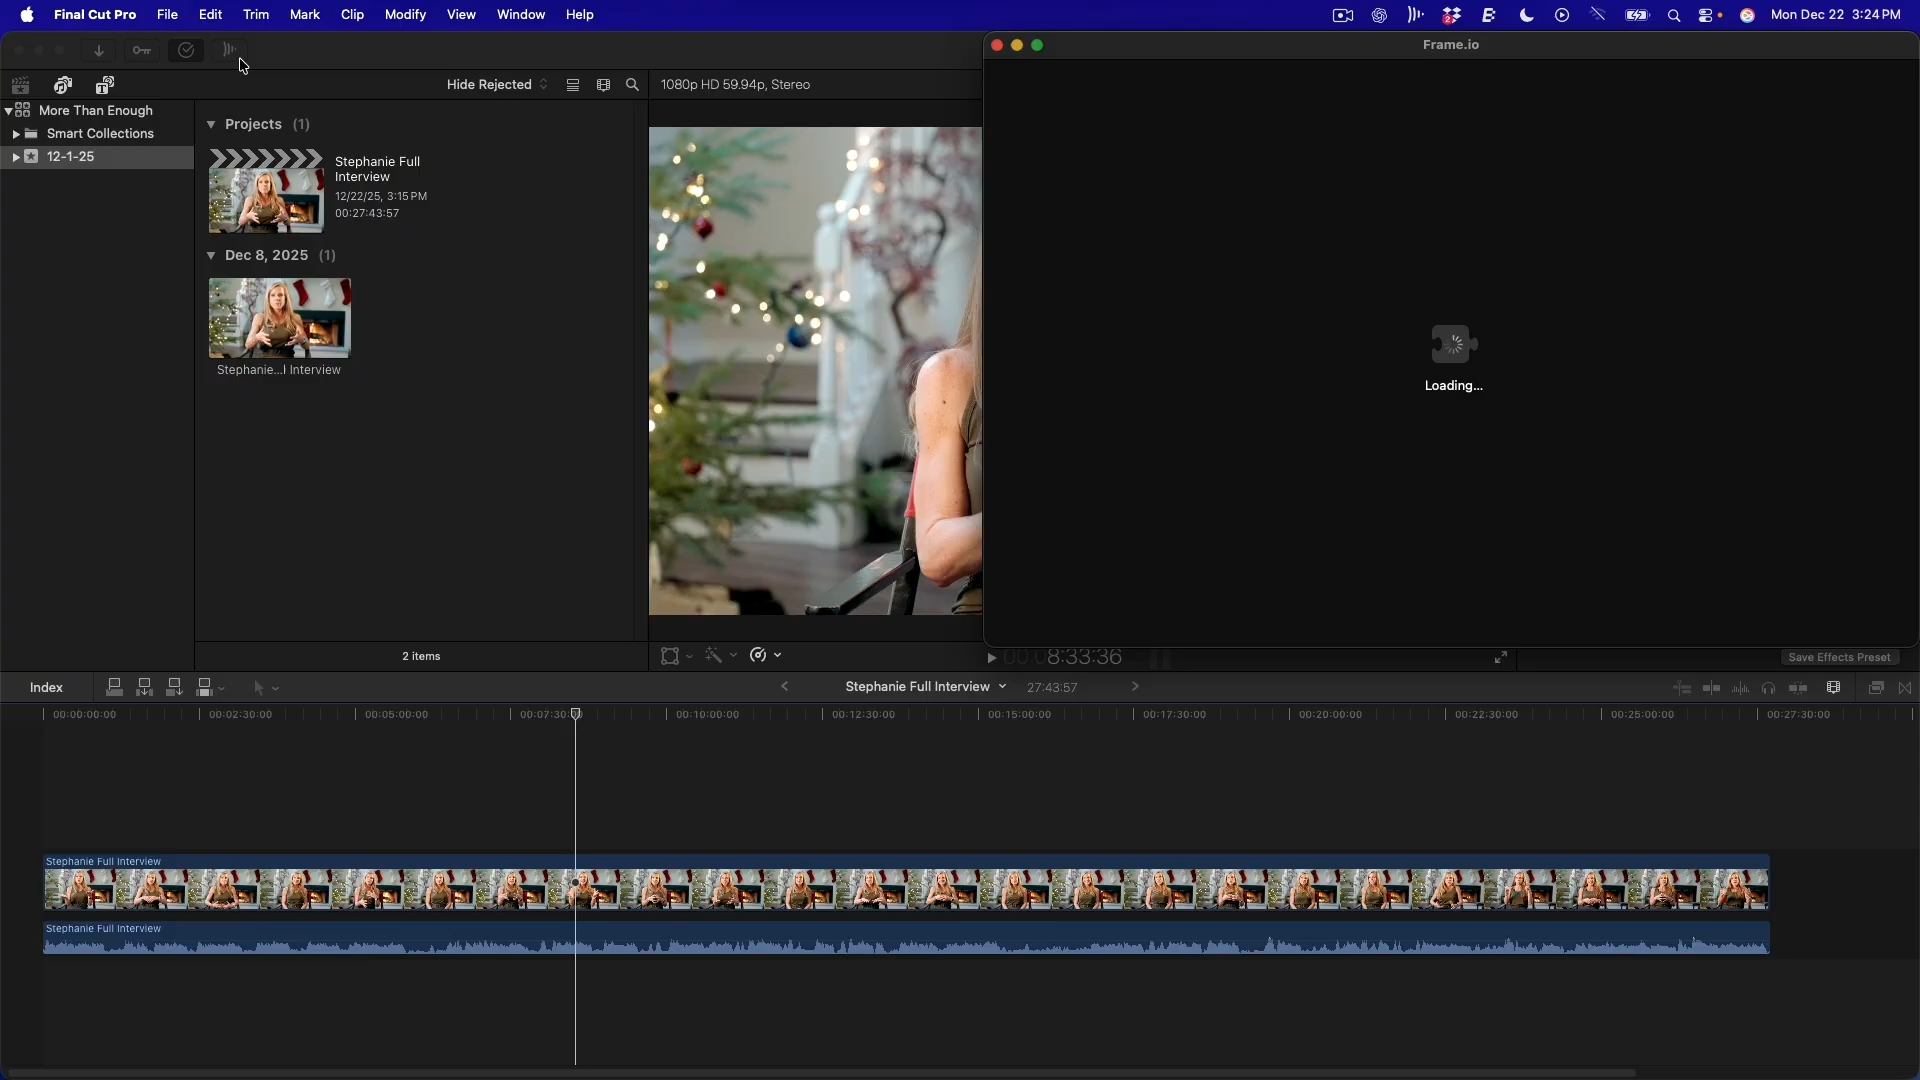 Final Cut Pro File Edit Trim Mark Clip Modify View Window Help
2
Mon Dec 22 3:24 PM
Frame.io
Hide Rejected
1080p HD 59.94p, Stereo
More Than Enough
Smart Collections
12-1-25
Projects (1)
Stephanie Full
Interview
12/22/25, 3:15 PM
00:27:43:57
Dec 8, 2025 (1)
Stephanie...l Interview
Loading...
2 items
00:08:33:36
Save Effects Preset
Index
Stephanie Full Interview
27:43:57
00:00:00:00 00:02:30:00 00:05:00:00 00:07:30:00 00:10:00:00 00:12:30:00 00:15:00:00 00:17:30:00 00:20:00:00 00:22:30:00 00:25:00:00 00:27:30:00
Stephanie Full Interview
Stephanie Full Interview